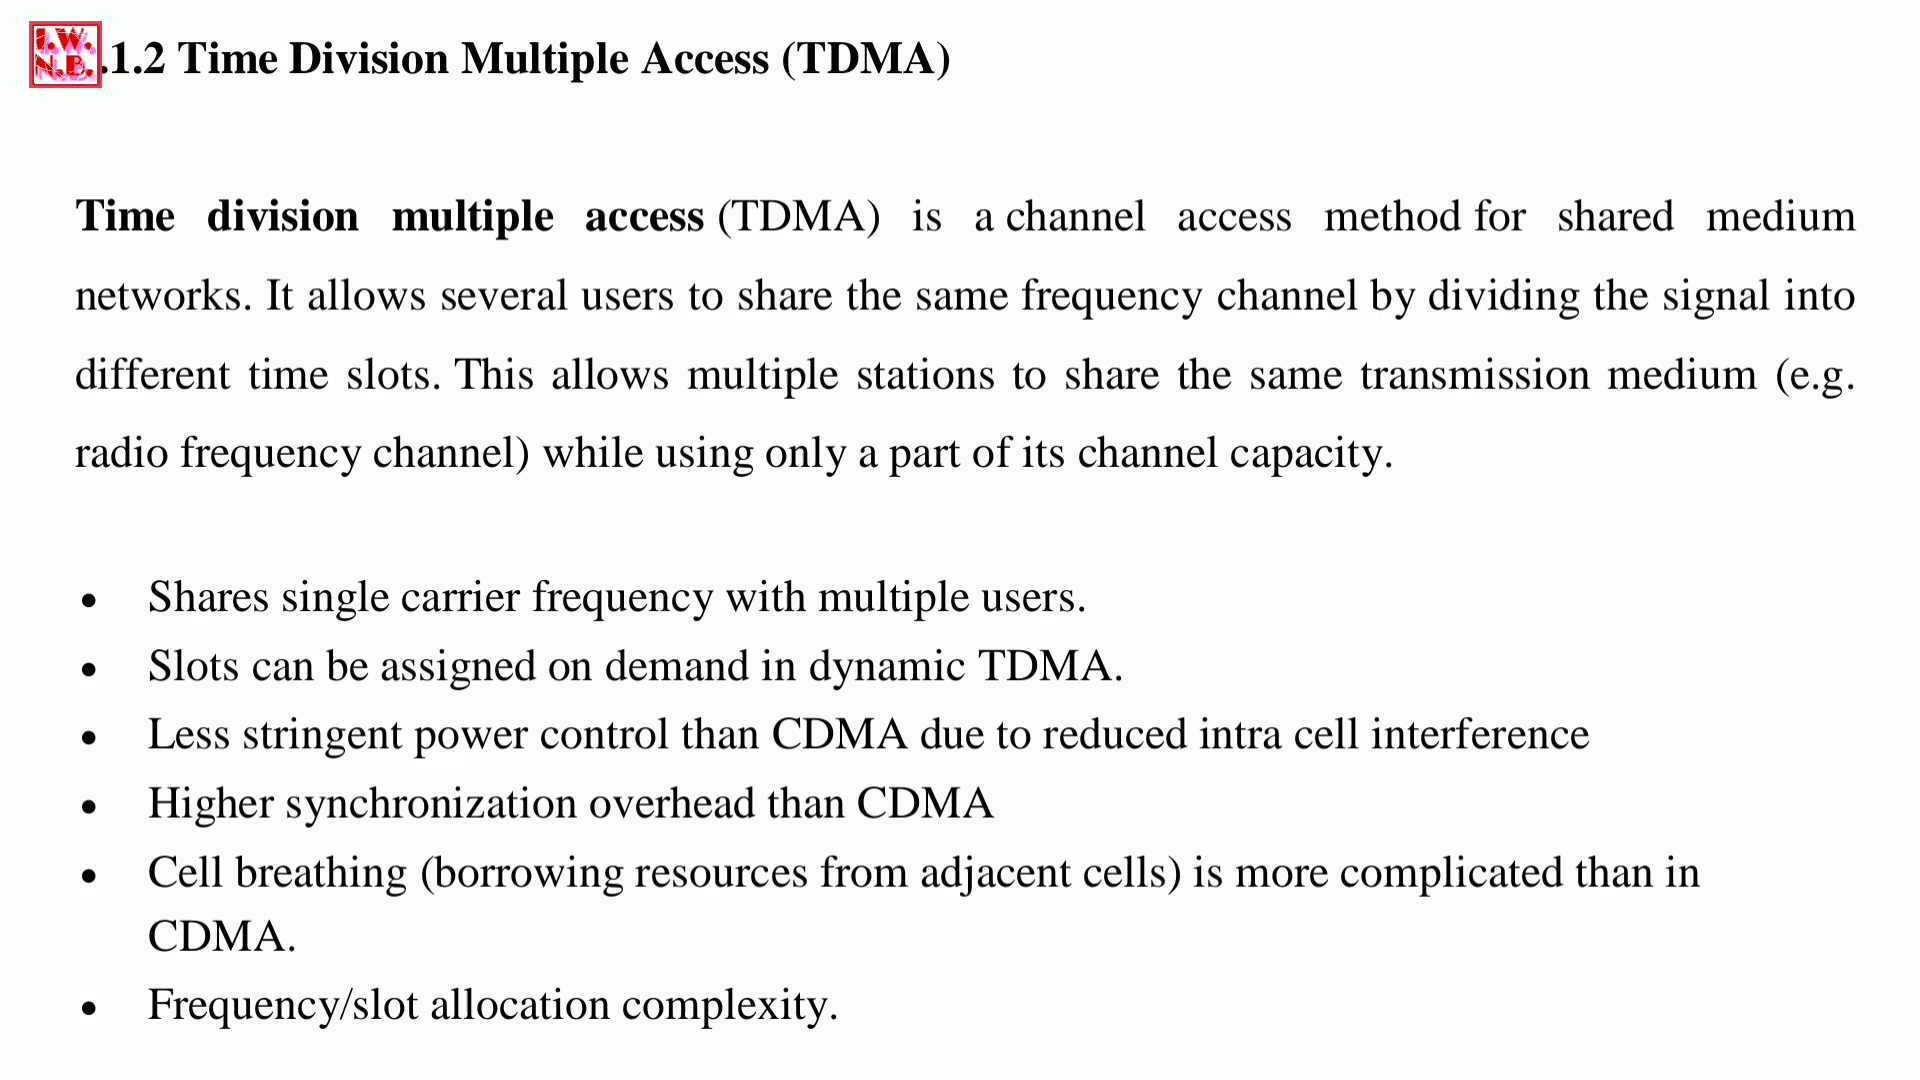 I.W.
N.B.
.1.2 Time Division Multiple Access (TDMA)
Time division multiple access (TDMA) is a channel access method for shared medium
networks. It allows several users to share the same frequency channel by dividing the signal into
different time slots. This allows multiple stations to share the same transmission medium (e.g.
radio frequency channel) while using only a part of its channel capacity.
• Shares single carrier frequency with multiple users.
• Slots can be assigned on demand in dynamic TDMA.
• Less stringent power control than CDMA due to reduced intra cell interference
• Higher synchronization overhead than CDMA
• Cell breathing (borrowing resources from adjacent cells) is more complicated than in
CDMA.
• Frequency/slot allocation complexity.